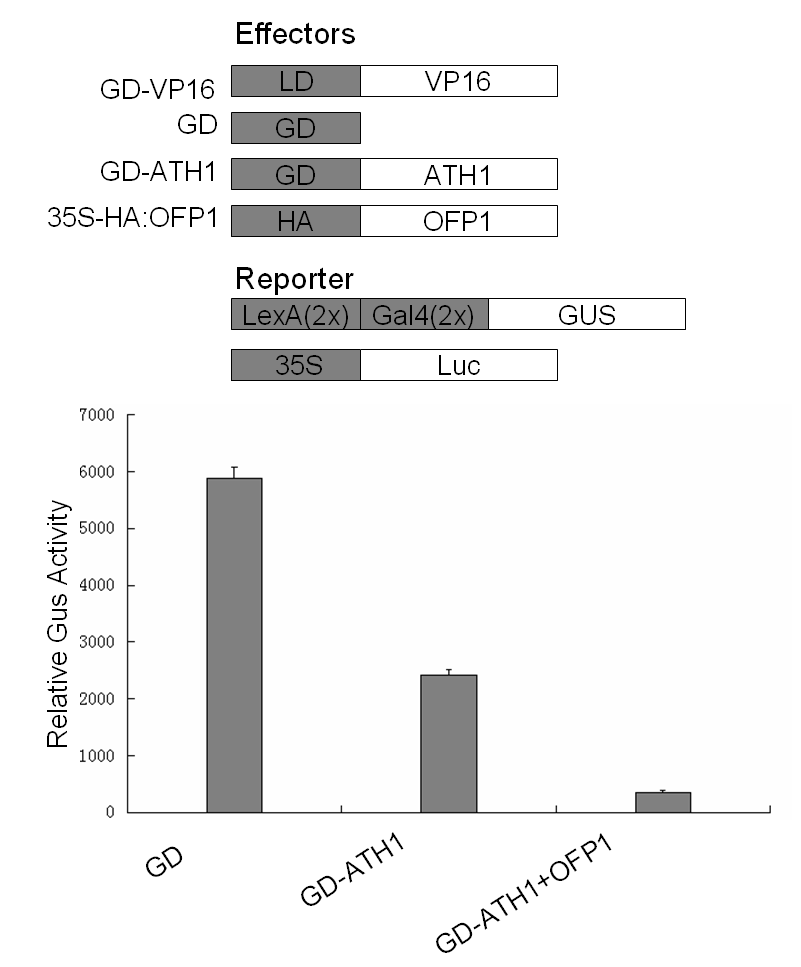 Effectors
GD-VP16 LD VP16
GD GD
GD-ATH1 GD ATH1
35S-HA:OFP1 HA OFP1
Reporter
LexA(2x) Gal4(2x) GUS
35S Luc
Relative Gus Activity
7000
6000
5000
4000
3000
2000
1000
0
GD
GD-ATH1
GD-ATH1+OFP1